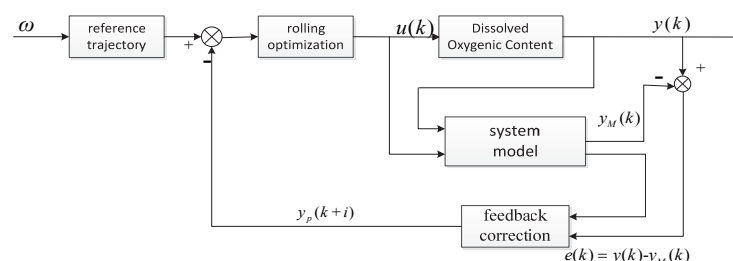 ω
reference
trajectory
+
-
rolling
optimization
u(k)
Dissolved
Oxygenic Content
y(k)
-
+
y_M(k)
system
model
y_p(k+i)
feedback
correction
e(k) = y(k)-y_M(k)